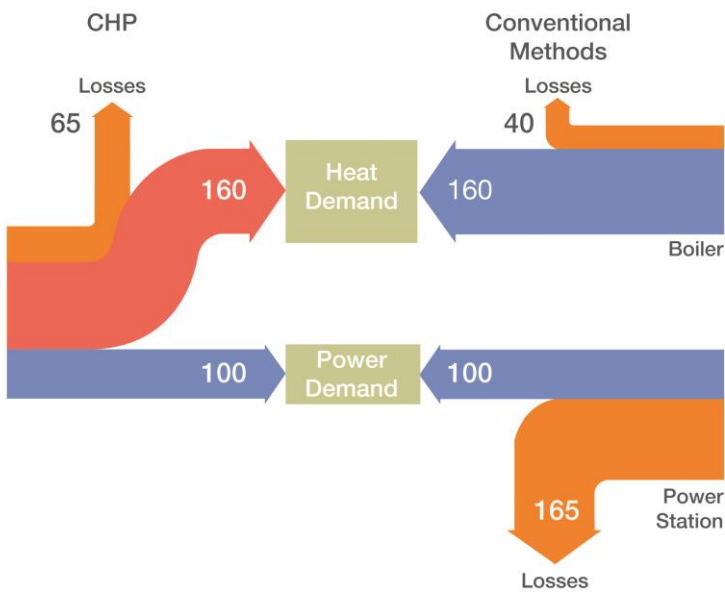 CHP
Conventional
Methods
Losses
Losses
65
40
160
Heat
Demand
160
Boiler
100
Power
Demand
100
165
Power
Station
Losses